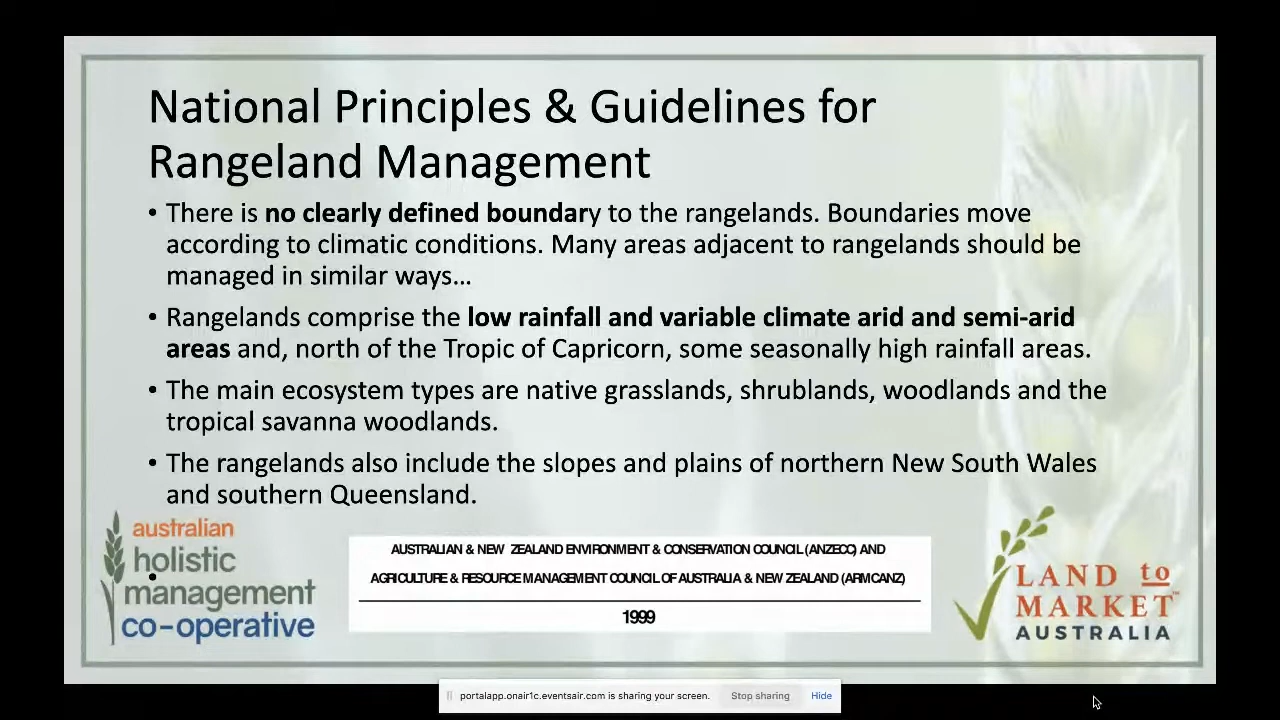 National Principles & Guidelines for
Rangeland Management
• There is no clearly defined boundary to the rangelands. Boundaries move
according to climatic conditions. Many areas adjacent to rangelands should be
managed in similar ways…
• Rangelands comprise the low rainfall and variable climate arid and semi-arid
areas and, north of the Tropic of Capricorn, some seasonally high rainfall areas.
• The main ecosystem types are native grasslands, shrublands, woodlands and the
tropical savanna woodlands.
• The rangelands also include the slopes and plains of northern New South Wales
and southern Queensland.
•
australian
holistic
management
co-operative
AUSTRALIAN & NEW ZEALAND ENVIRONMENT & CONSERVATION COUNCIL (ANZECC) AND
AGRICULTURE & RESOURCE MANAGEMENT COUNCIL OF AUSTRALIA & NEW ZEALAND (ARMCANZ)
1999
LAND to
MARKET™
AUSTRALIA
portalapp.onair1c.eventsair.com is sharing your screen. Stop sharing Hide